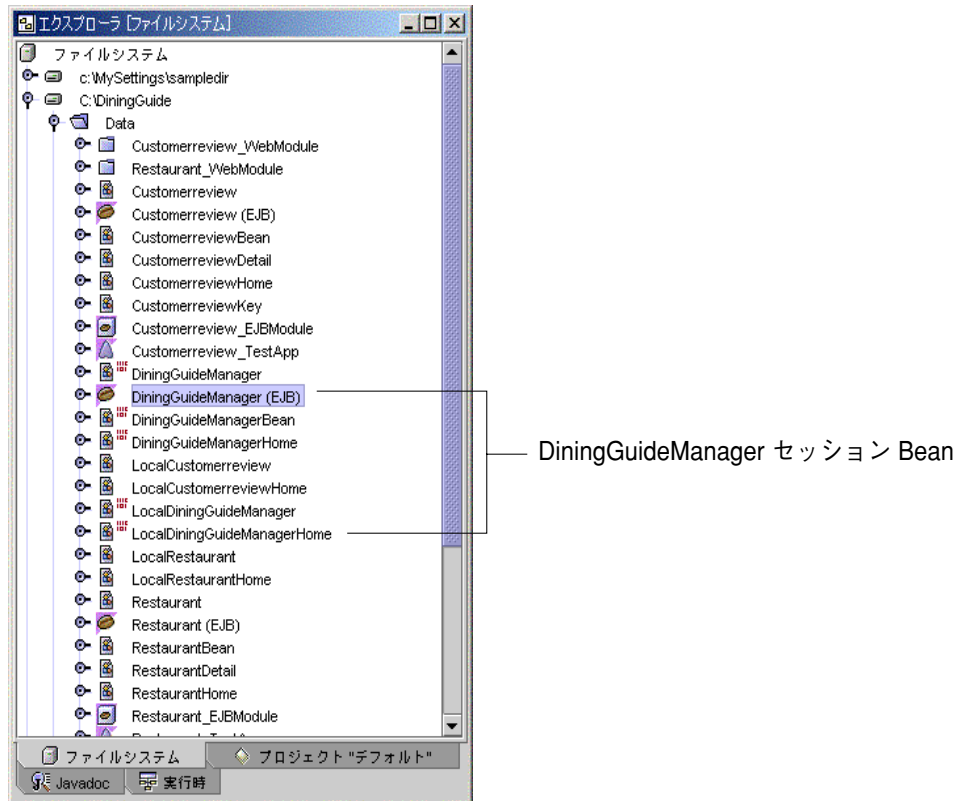 エクスプローラ [ファイルシステム]
ファイルシステム
c:\MySettings\sampledir
C:\DiningGuide
Data
Customerreview_WebModule
Restaurant_WebModule
Customerreview
Customerreview (EJB)
CustomerreviewBean
CustomerreviewDetail
CustomerreviewHome
CustomerreviewKey
Customerreview_EJBModule
Customerreview_TestApp
DiningGuideManager
DiningGuideManager (EJB)
DiningGuideManagerBean
DiningGuideManagerHome
LocalCustomerreview
LocalCustomerreviewHome
LocalDiningGuideManager
LocalDiningGuideManagerHome
LocalRestaurant
LocalRestaurantHome
Restaurant
Restaurant (EJB)
RestaurantBean
RestaurantDetail
RestaurantHome
Restaurant_EJBModule
DiningGuideManager セッション Bean
ファイルシステム
プロジェクト "デフォルト"
Javadoc
実行時